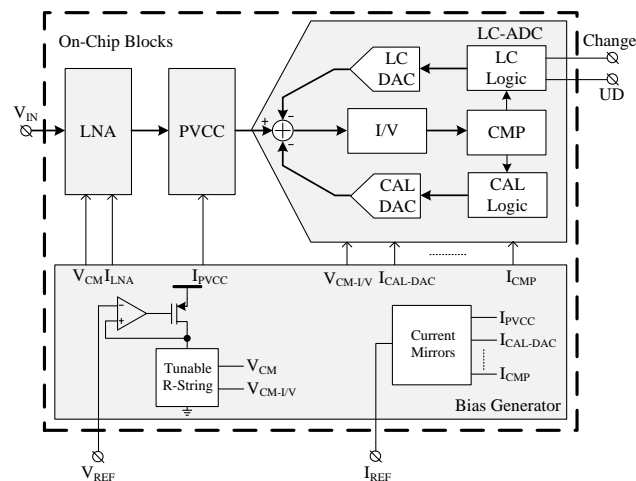 On-Chip Blocks
LC-ADC
Change
UD
V_IN
LNA
PVCC
+
−
−
LC
DAC
LC
Logic
I/V
CMP
CAL
DAC
CAL
Logic
V_CM I_LNA
I_PVCC
V_CM-I/V
I_CAL-DAC
I_CMP
−
+
Tunable
R-String
V_CM
V_CM-I/V
Current
Mirrors
I_PVCC
I_CAL-DAC
I_CMP
Bias Generator
V_REF
I_REF